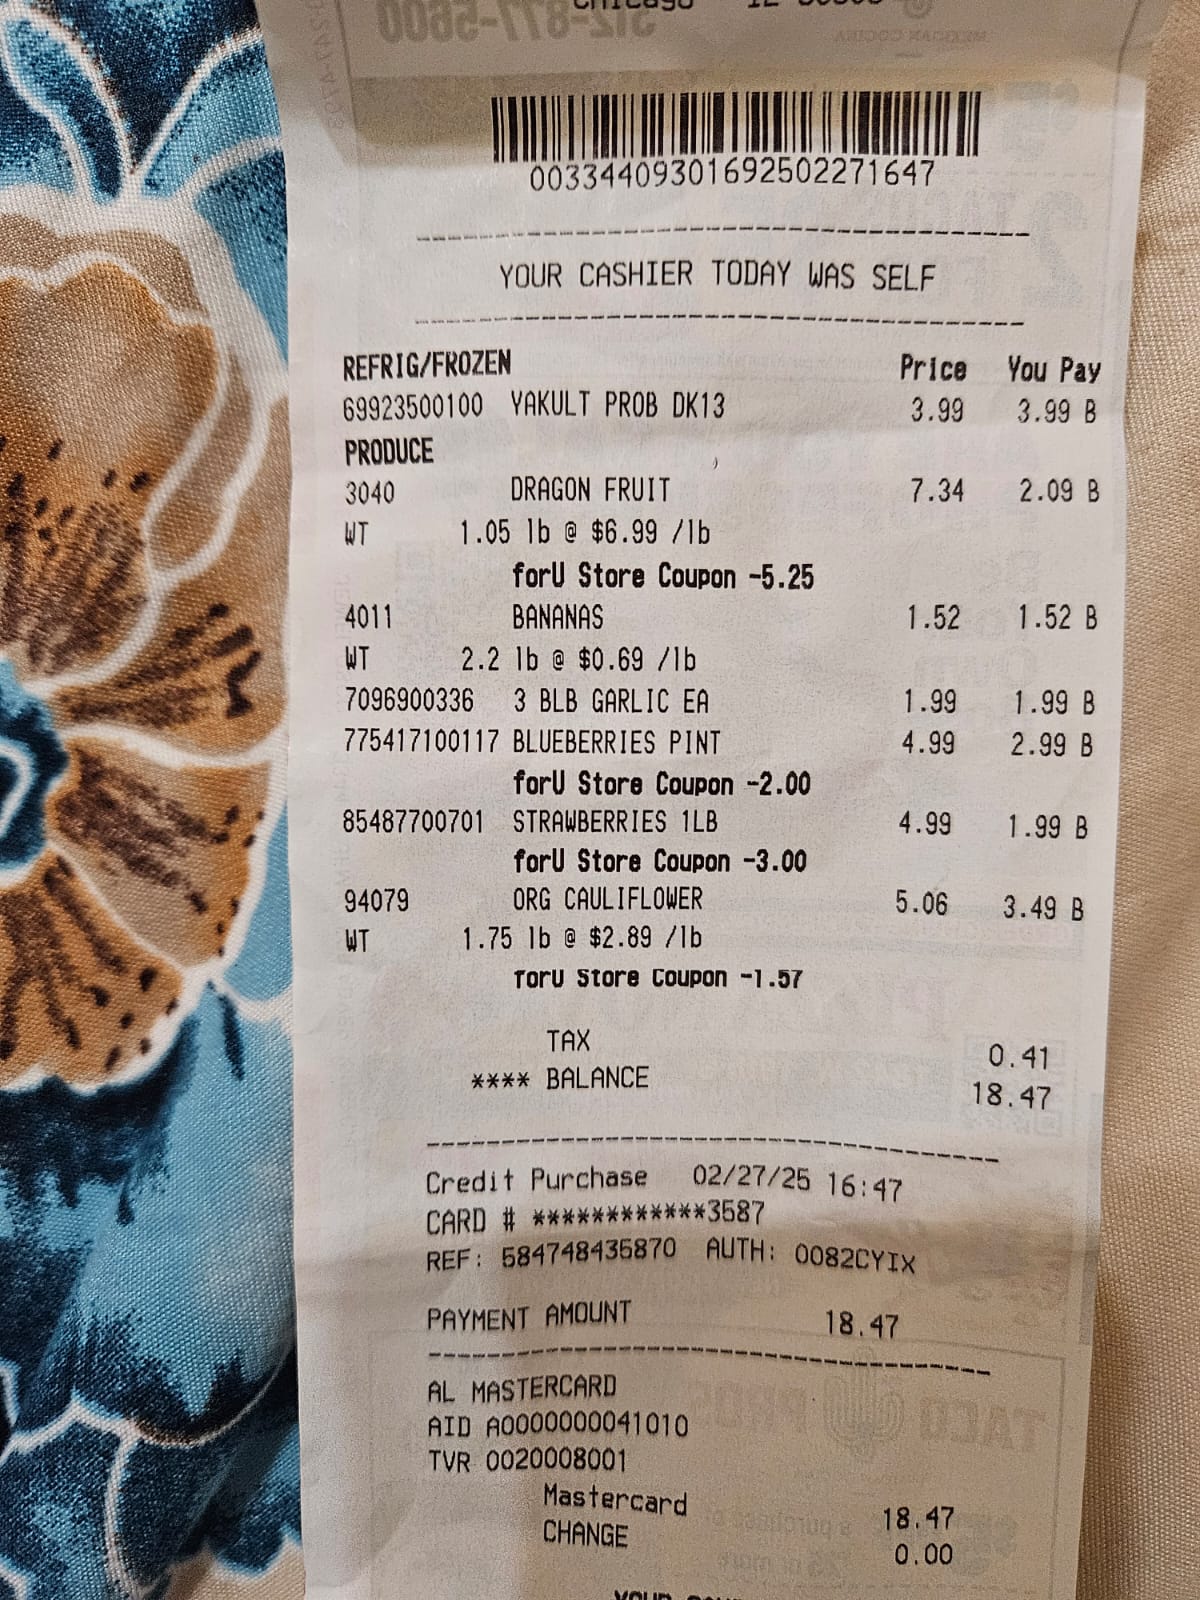 Chicago IL
003344093016925022 71647
YOUR CASHIER TODAY WAS SELF
REFRIG/FROZEN Price You Pay
69923500100 YAKULT PROB DK13 3.99 3.99 B
PRODUCE
3040 DRAGON FRUIT 7.34 2.09 B
WT 1.05 lb @ $6.99 /lb
forU Store Coupon -5.25
4011 BANANAS 1.52 1.52 B
WT 2.2 lb @ $0.69 /lb
7096900336 3 BLB GARLIC EA 1.99 1.99 B
775417100117 BLUEBERRIES PINT 4.99 2.99 B
forU Store Coupon -2.00
85487700701 STRAWBERRIES 1LB 4.99 1.99 B
forU Store Coupon -3.00
94079 ORG CAULIFLOWER 5.06 3.49 B
WT 1.75 lb @ $2.89 /lb
forU Store Coupon -1.57
TAX 0.41
**** BALANCE 18.47
Credit Purchase 02/27/25 16:47
CARD # ************3587
REF: 584748435870 AUTH: 0082CYIX
PAYMENT AMOUNT 18.47
AL MASTERCARD
AID A0000000041010
TVR 0020008001
Mastercard 18.47
CHANGE 0.00
YOUR